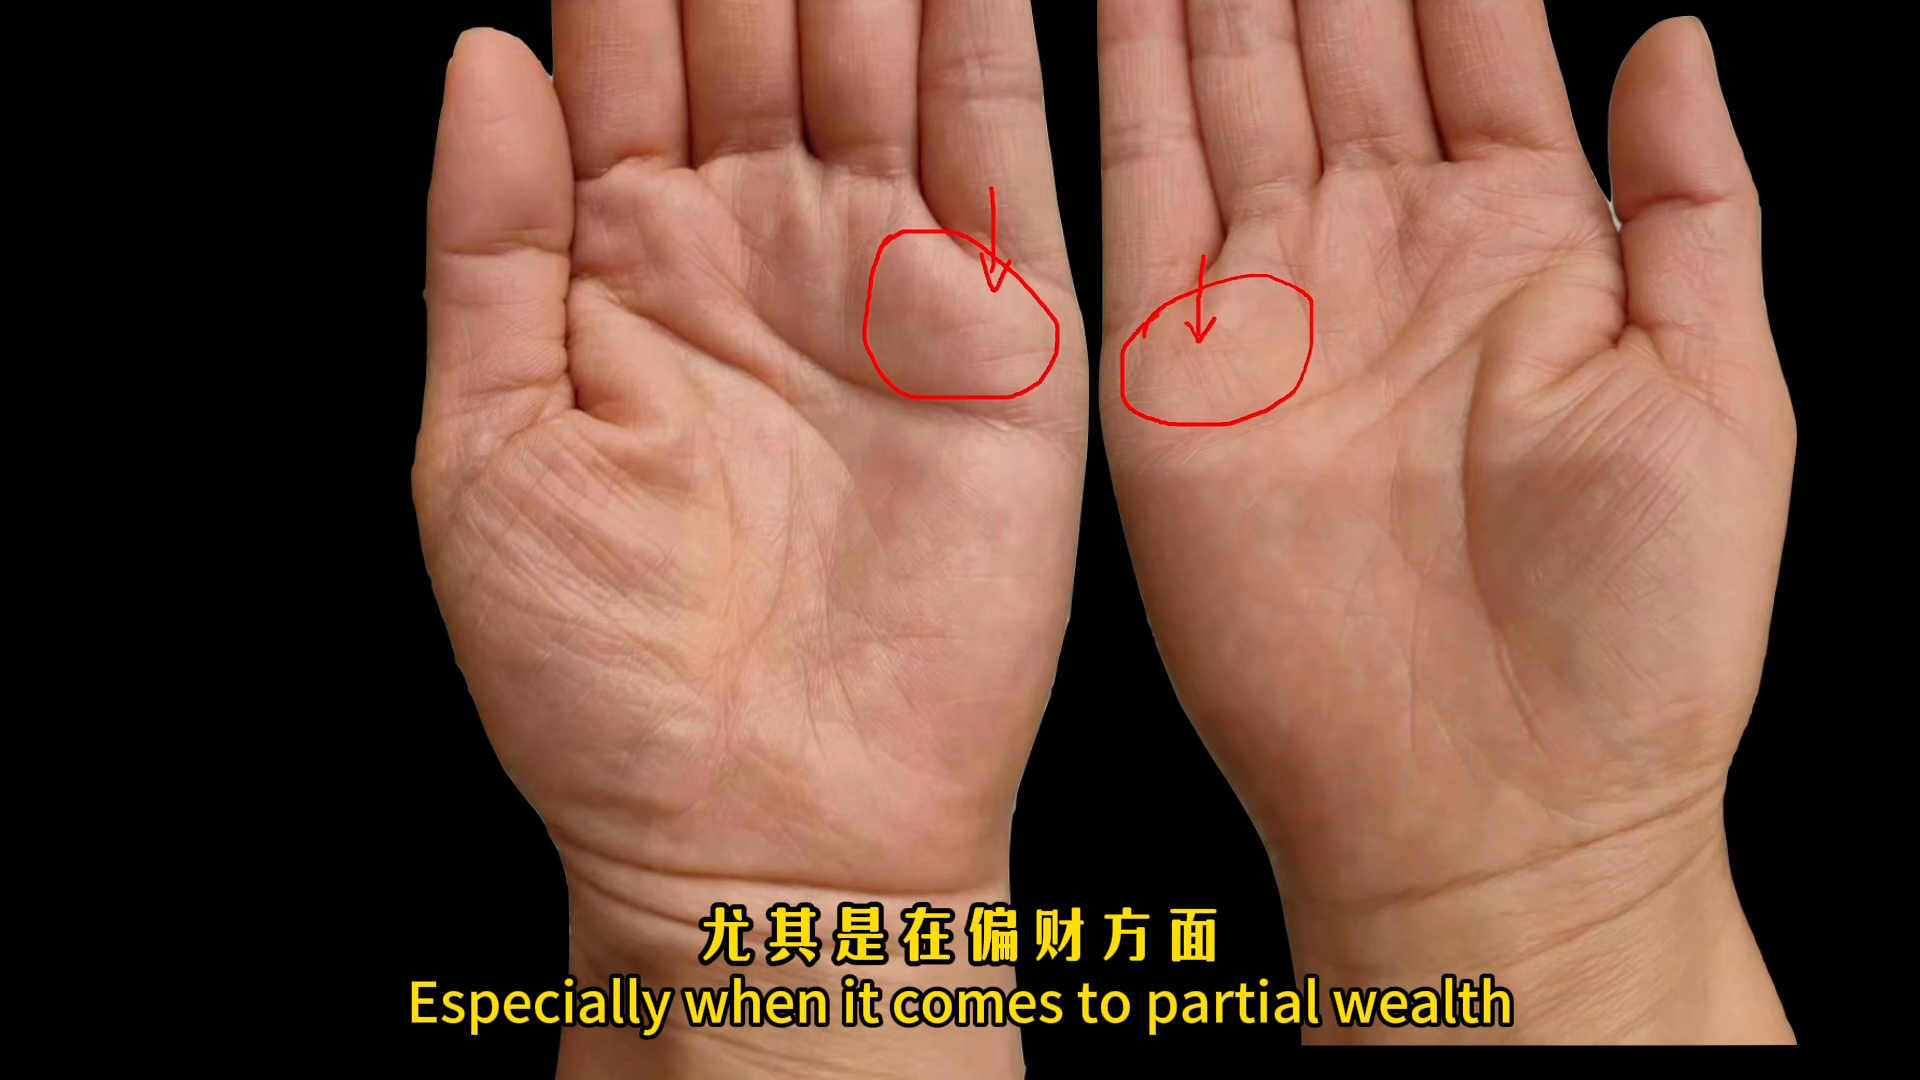 尤其是在偏财方面
Especially when it comes to partial wealth